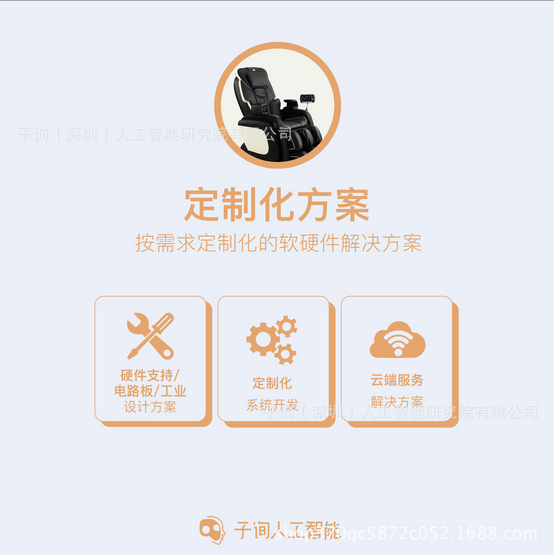 子询（深圳）人工智能研究院有限公司
定制化方案
按需求定制化的软硬件解决方案
硬件支持/
电路板/工业
设计方案
定制化
系统开发
云端服务
解决方案
子询（深圳）人工智能研究院有限公司
子询人工智能